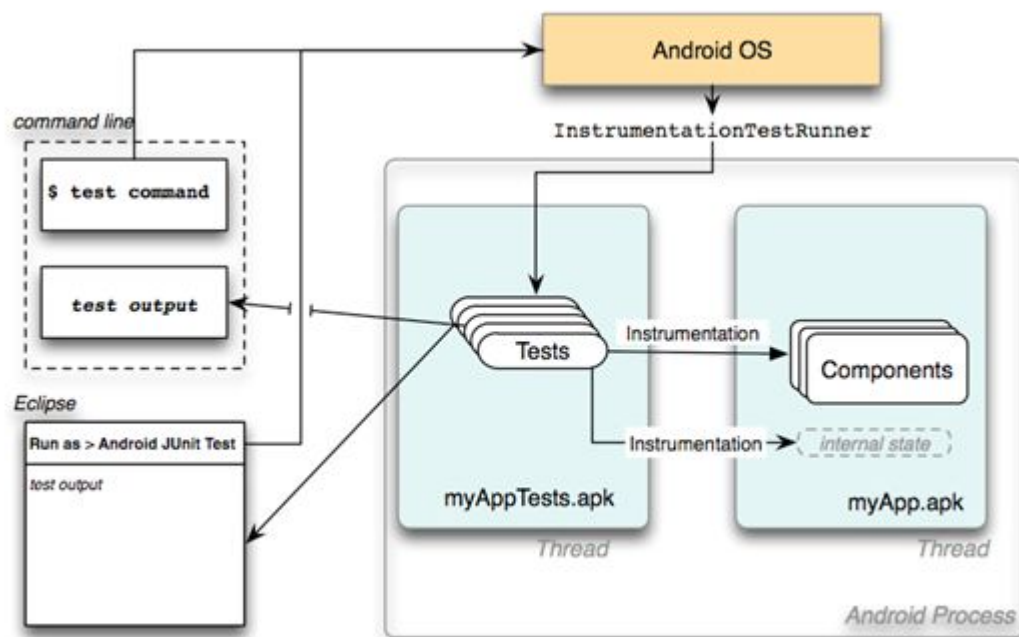 Android OS
command line
InstrumentationTestRunner
$ test command
test output
Instrumentation
Tests
Components
Eclipse
Run as > Android JUnit Test
Instrumentation
internal state
test output
myAppTests.apk
myApp.apk
Thread
Thread
Android Process